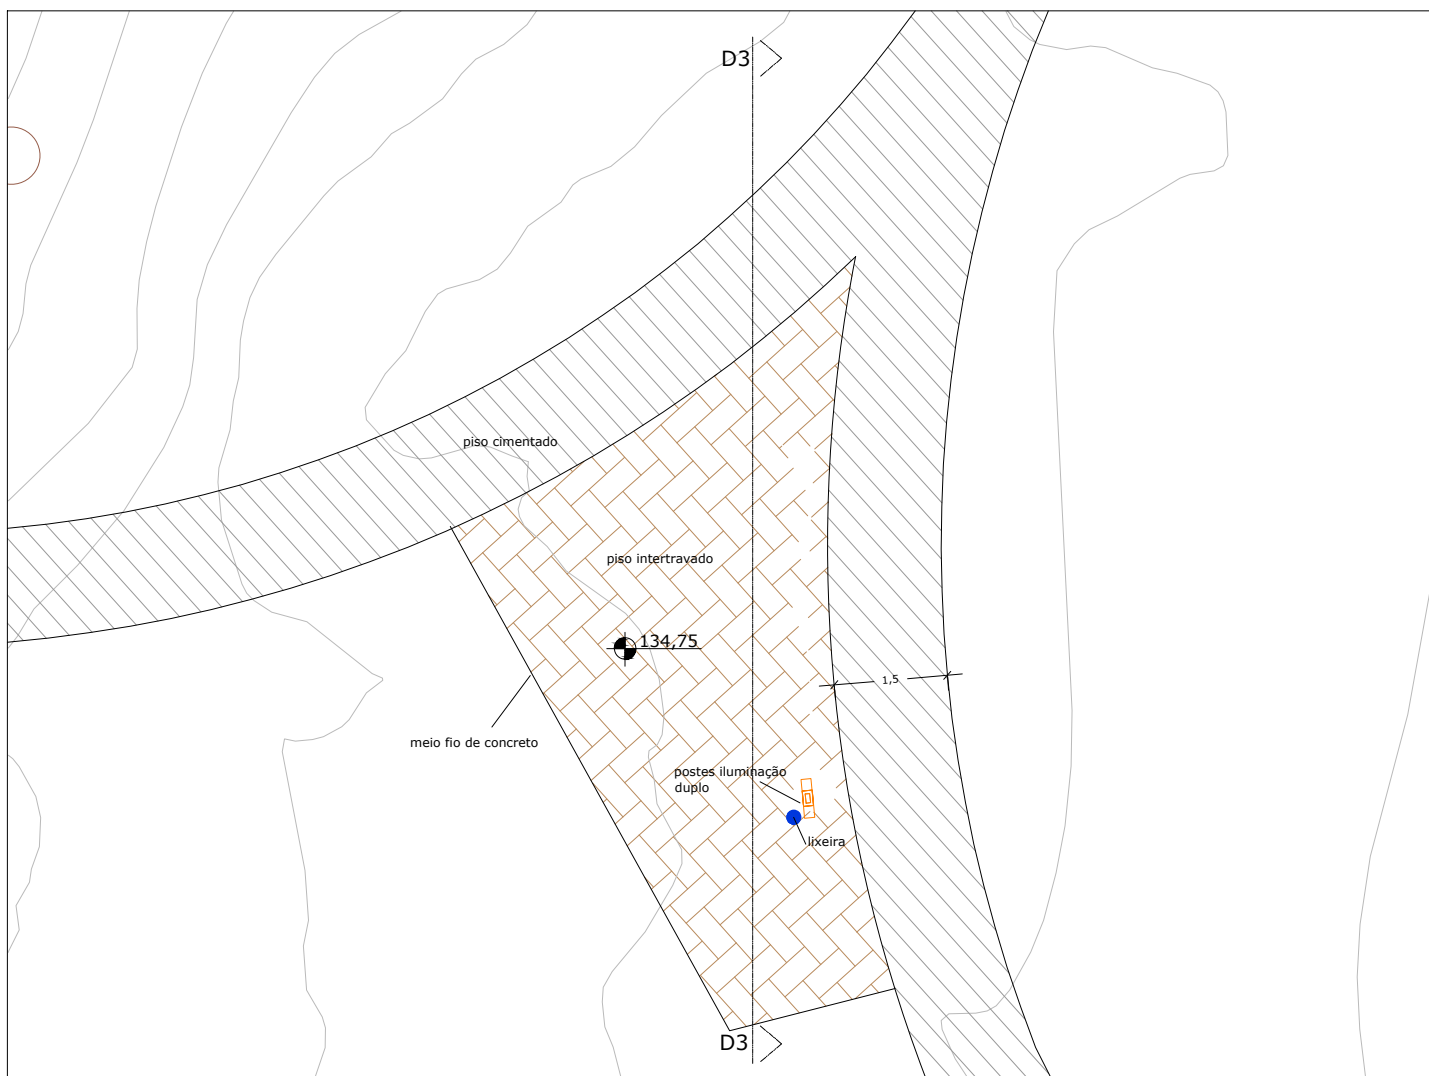 D3
piso cimentado
piso intertravado
134,75
1,5
meio fio de concreto
postes iluminação
duplo
lixeira
D3